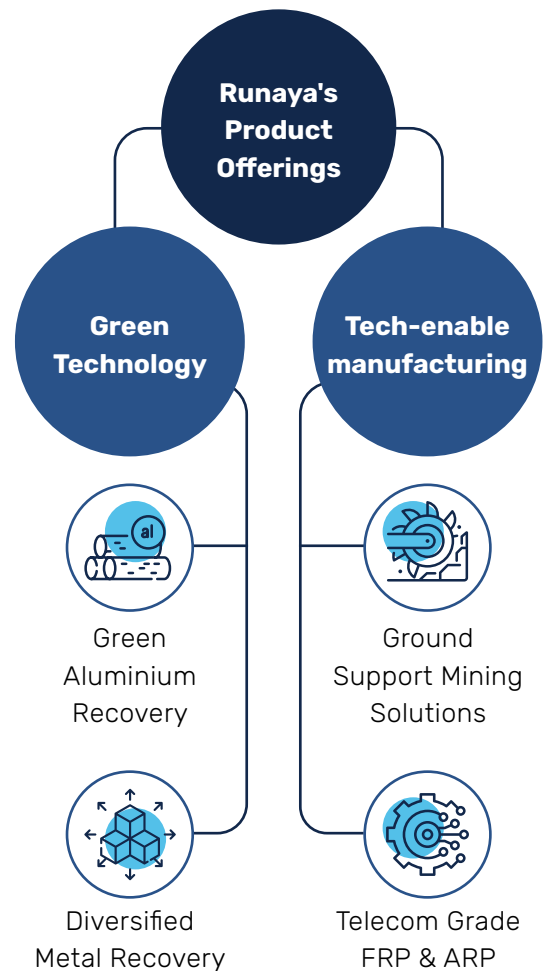 Runaya's
Product
Offerings
Green
Technology
Tech-enable
manufacturing
al
Green
Aluminium
Recovery
Ground
Support Mining
Solutions
Diversified
Metal Recovery
Telecom Grade
FRP & ARP